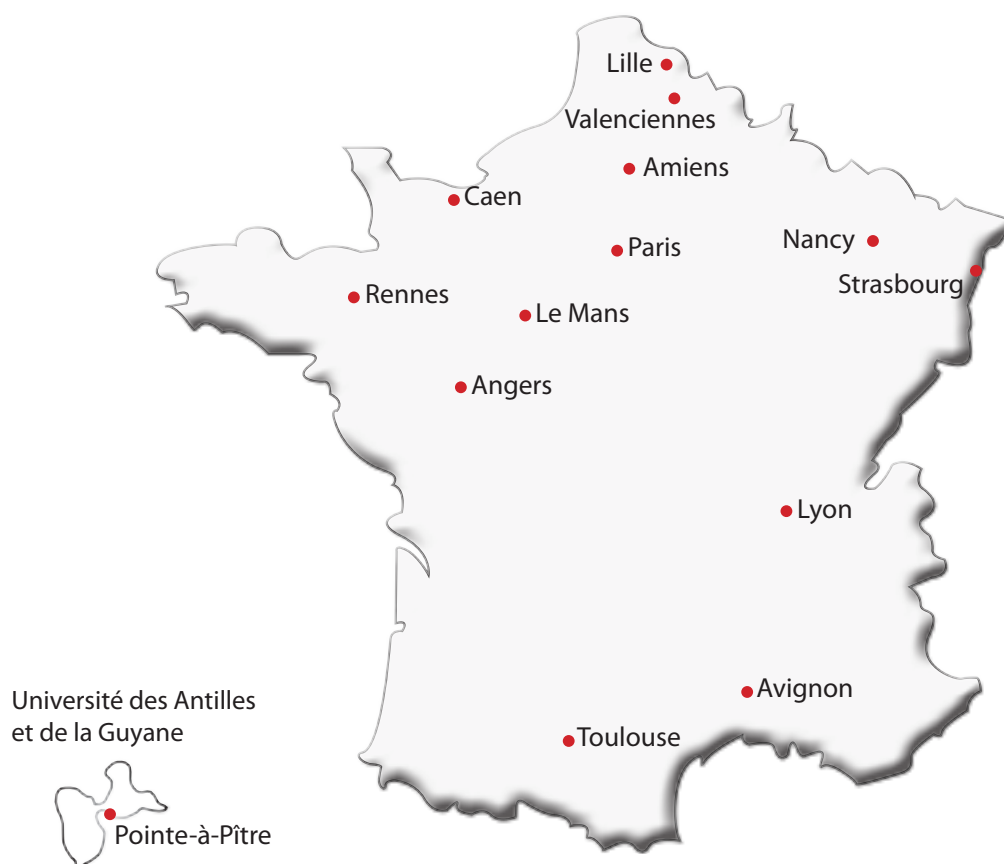 Lille
Valenciennes
Amiens
Caen
Paris
Nancy
Strasbourg
Rennes
Le Mans
Angers
Lyon
Avignon
Toulouse
Université des Antilles
et de la Guyane
Pointe-à-Pître